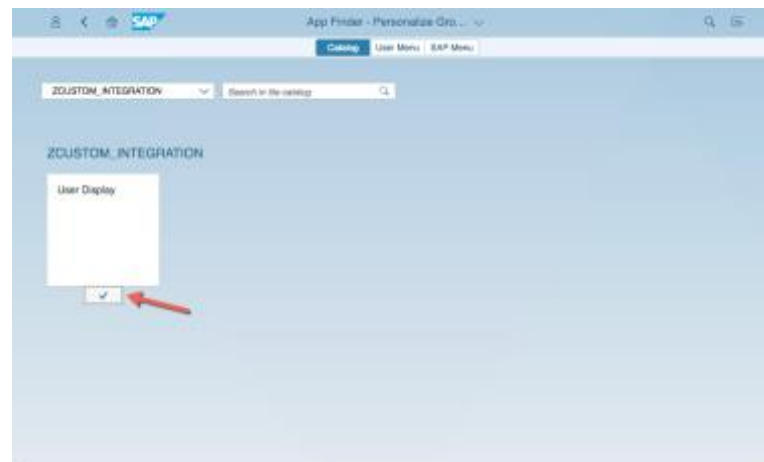 SAP
App Finder - Personalize Gro...
Catalog User Menu SAP Menu
ZCUSTOM_INTEGRATION
Search in the catalog
ZCUSTOM_INTEGRATION
User Display